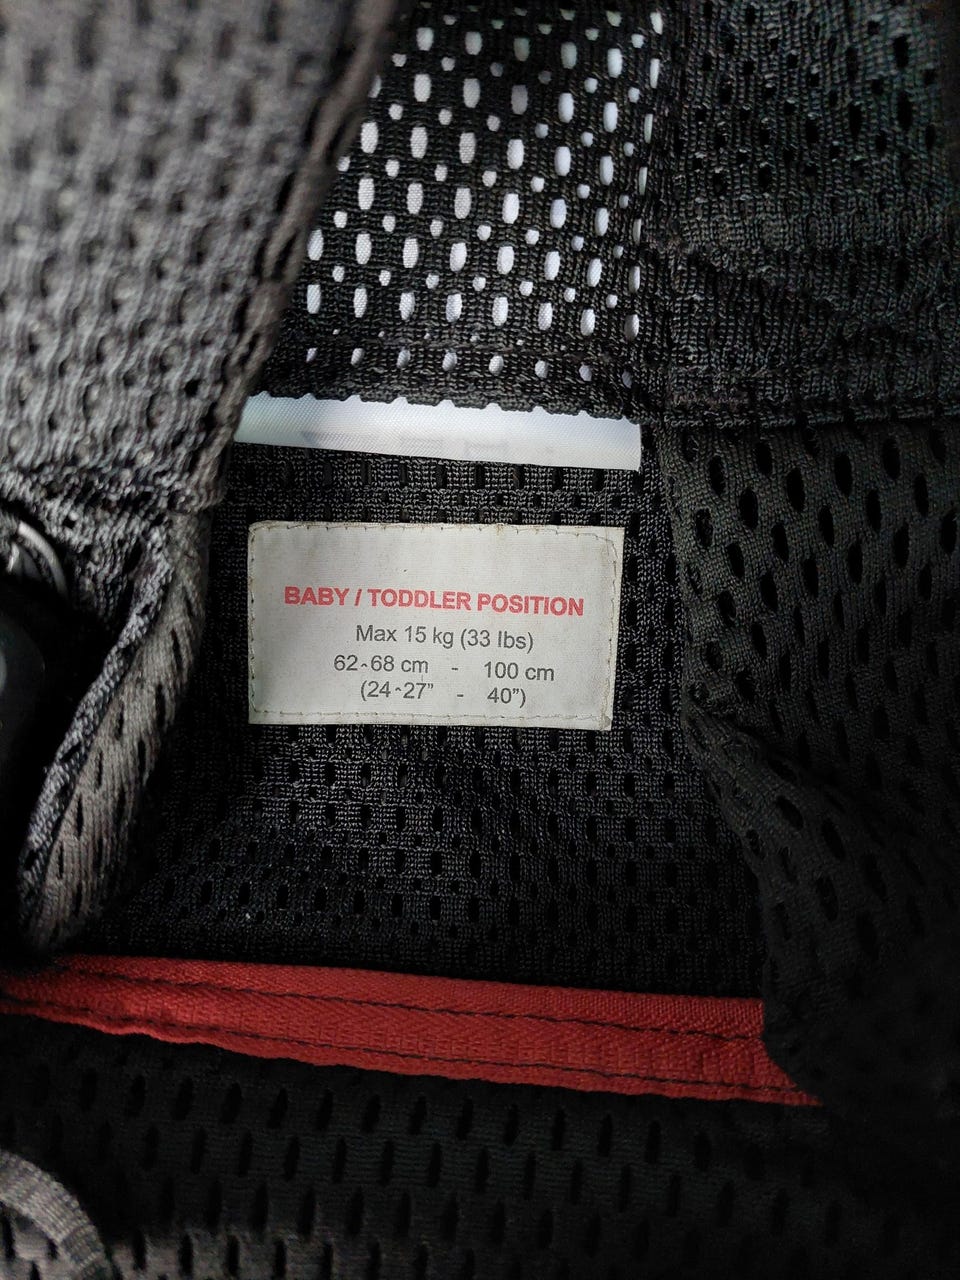 BABY / TODDLER POSITION
Max 15 kg (33 lbs)
62-68 cm - 100 cm
(24-27” - 40”)